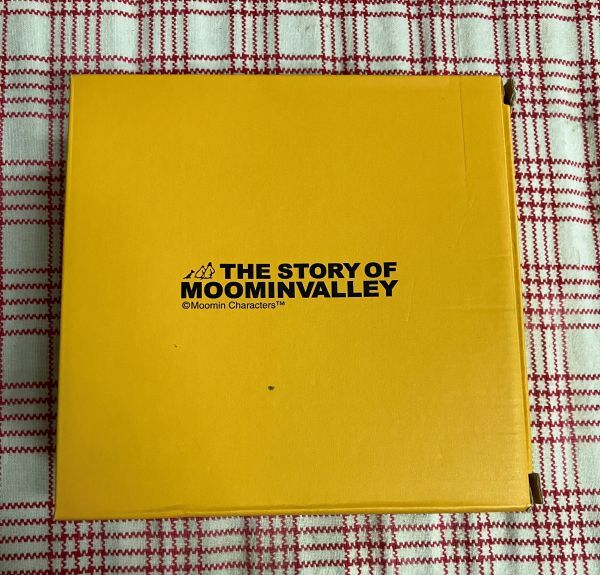 THE STORY OF
MOOMINVALLEY
©Moomin Characters™